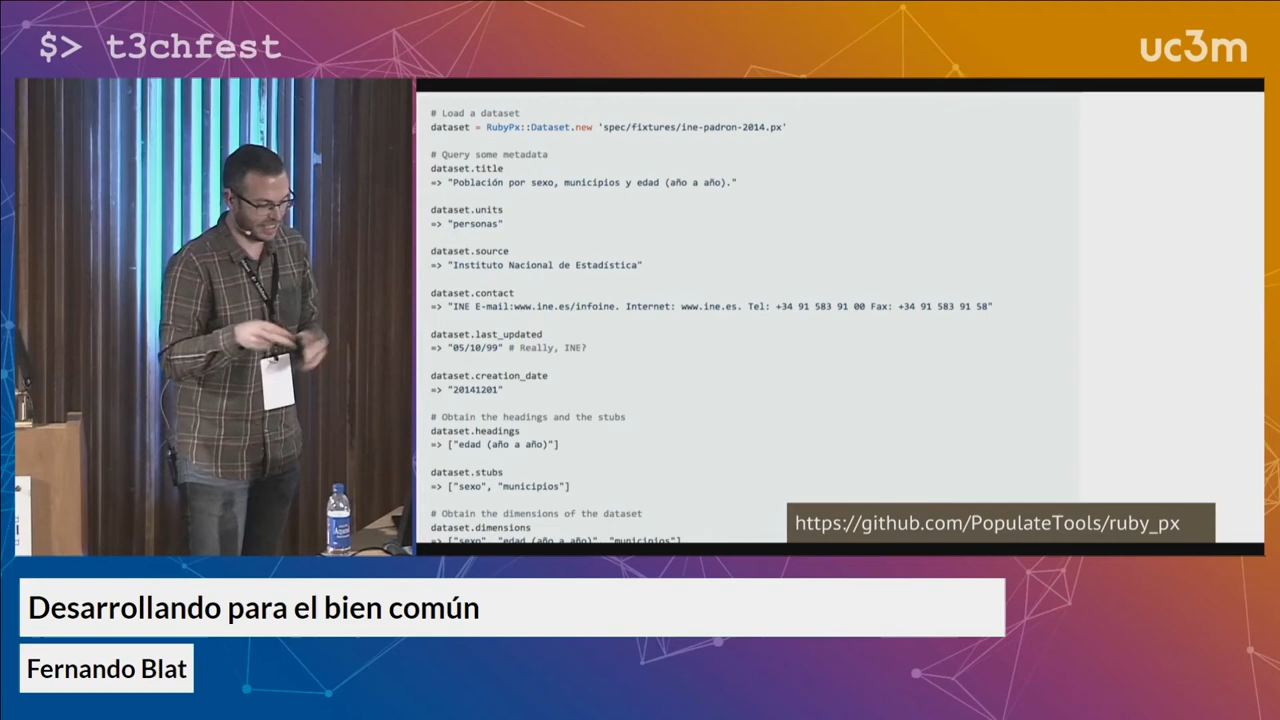 $> t3chfest
uc3m
# Load a dataset
dataset = RubyPx::Dataset.new 'spec/fixtures/ine-padron-2014.px'
# Query some metadata
dataset.title
=> "Población por sexo, municipios y edad (año a año)."
dataset.units
=> "personas"
dataset.source
=> "Instituto Nacional de Estadística"
dataset.contact
=> "INE E-mail:www.ine.es/infoine. Internet: www.ine.es. Tel: +34 91 583 91 00 Fax: +34 91 583 91 58"
dataset.last_updated
=> "05/10/99" # Really, INE?
dataset.creation_date
=> "20141201"
# Obtain the headings and the stubs
dataset.headings
=> ["edad (año a año)"]
dataset.stubs
=> ["sexo", "municipios"]
# Obtain the dimensions of the dataset
dataset.dimensions
=> ["sexo", "edad (año a año)", "municipios"]
https://github.com/PopulateTools/ruby_px
Desarrollando para el bien común
Fernando Blat